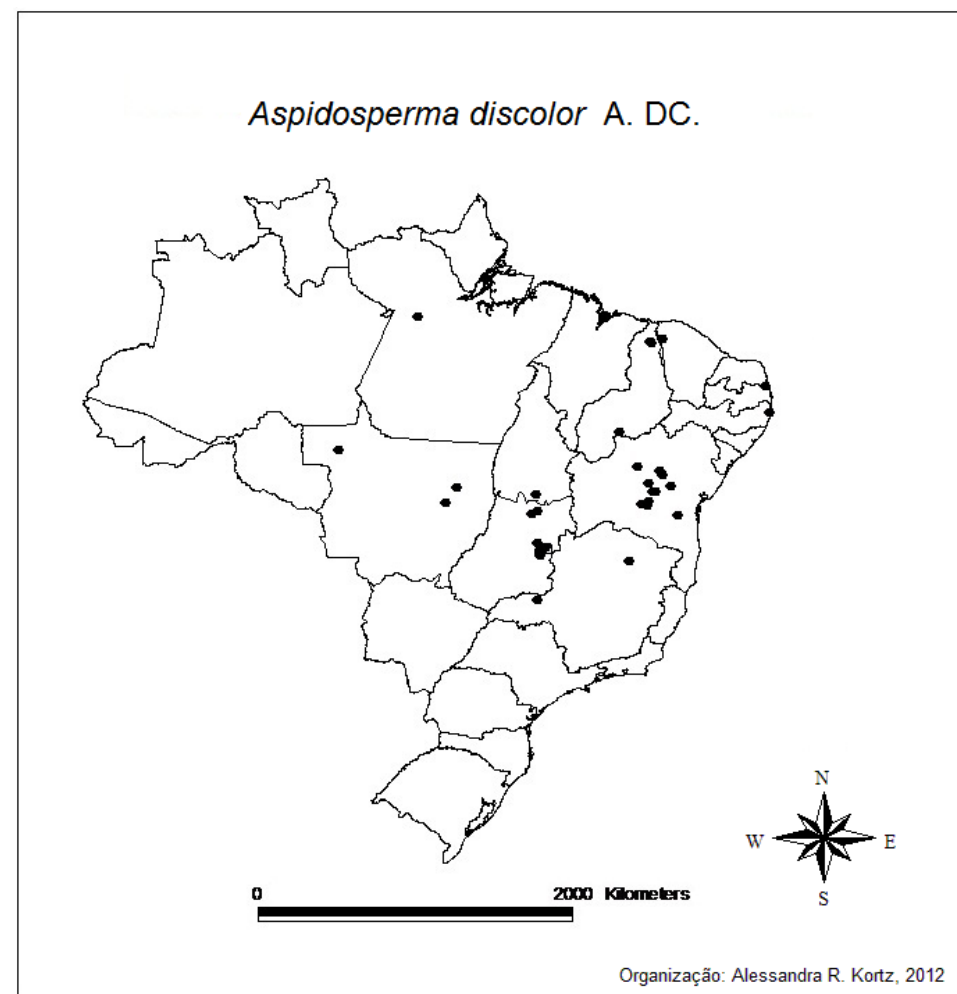 Aspidosperma discolor A. DC.
N
W E
S
0 2000 Kilometers
Organização: Alessandra R. Kortz, 2012